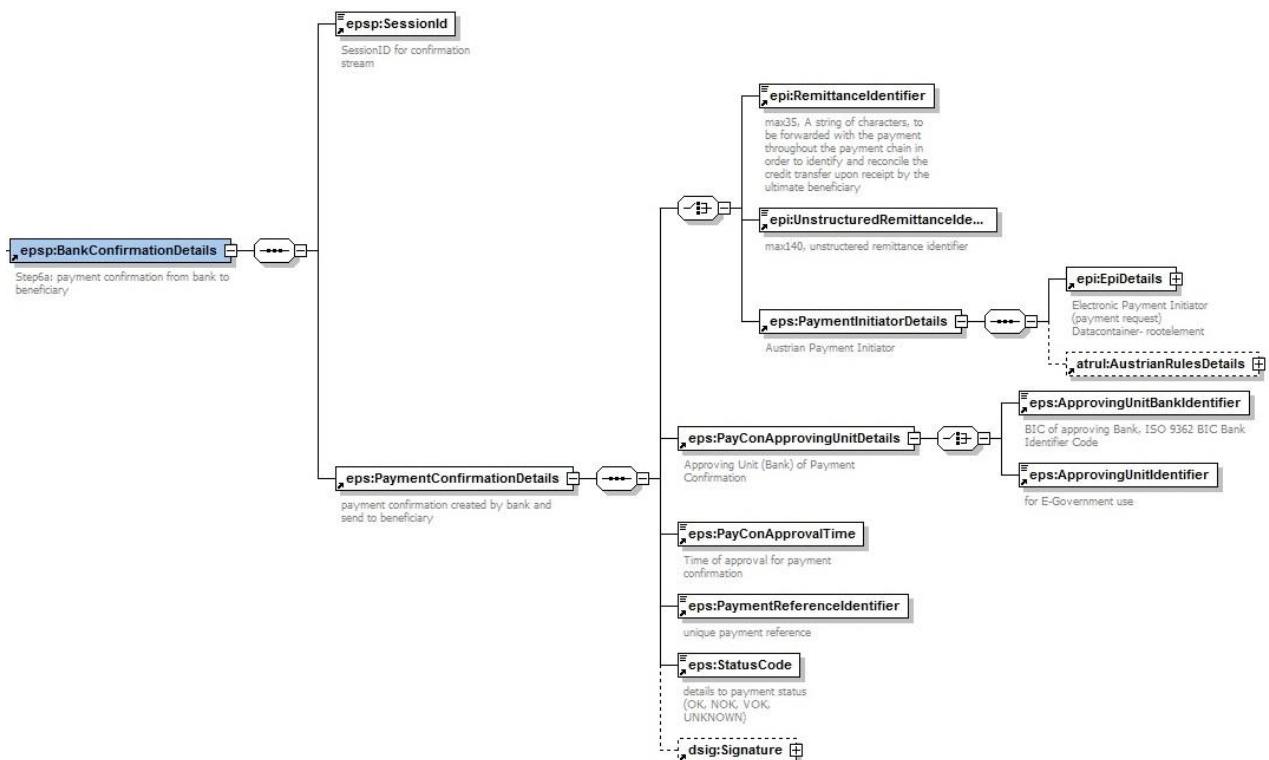 epsp:SessionId
SessionID for confirmation
stream
epi:RemittanceIdentifier
max35, A string of characters, to
be forwarded with the payment
throughout the payment chain in
order to identify and reconcile the
credit transfer upon receipt by the
ultimate beneficiary
epi:UnstructuredRemittanceIde...
max140, unstructered remittance identifier
epsp:BankConfirmationDetails
Step6a: payment confirmation from bank to
beneficiary
epi:EpiDetails
Electronic Payment Initiator
(payment request)
Datacontainer- rootelement
eps:PaymentInitiatorDetails
Austrian Payment Initiator
atrul:AustrianRulesDetails
eps:ApprovingUnitBankIdentifier
BIC of approving Bank, ISO 9362 BIC Bank
Identifier Code
eps:PayConApprovingUnitDetails
Approving Unit (Bank) of Payment
Confirmation
eps:ApprovingUnitIdentifier
for E-Government use
eps:PaymentConfirmationDetails
payment confirmation created by bank and
send to beneficiary
eps:PayConApprovalTime
Time of approval for payment
confirmation
eps:PaymentReferenceIdentifier
unique payment reference
eps:StatusCode
details to payment status
(OK, NOK, VOK,
UNKNOWN)
dsig:Signature